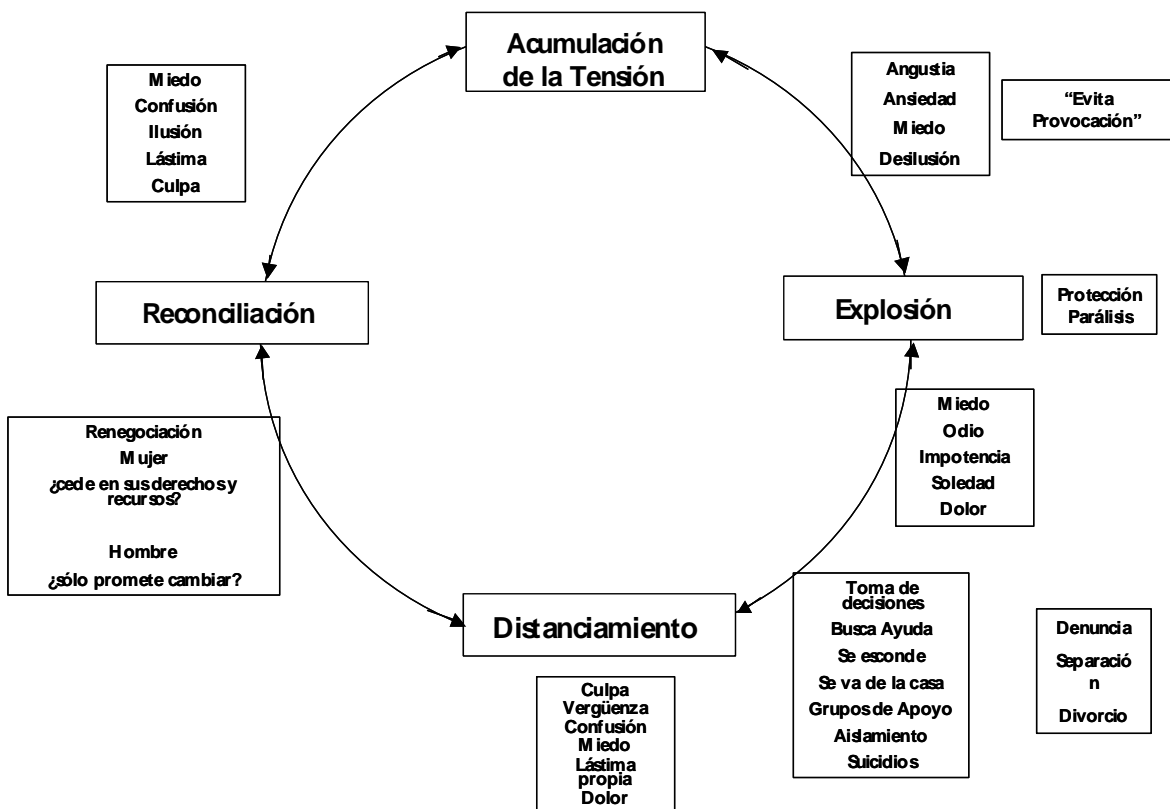 Acumulación
de la Tensión
Miedo
Confusión
Ilusión
Lástima
Culpa
Angustia
Ansiedad
Miedo
Desilusión
“Evita
Provocación”
Reconciliación
Explosión
Protección
Parálisis
Miedo
Odio
Impotencia
Soledad
Dolor
Renegociación
Mujer
¿cede en sus derechos y
recursos?
Hombre
¿sólo promete cambiar?
Distanciamiento
Toma de
decisiones
Busca Ayuda
Se esconde
Se va de la casa
Grupos de Apoyo
Aislamiento
Suicidios
Denuncia
Separació
n
Divorcio
Culpa
Vergüenza
Confusión
Miedo
Lástima
propia
Dolor